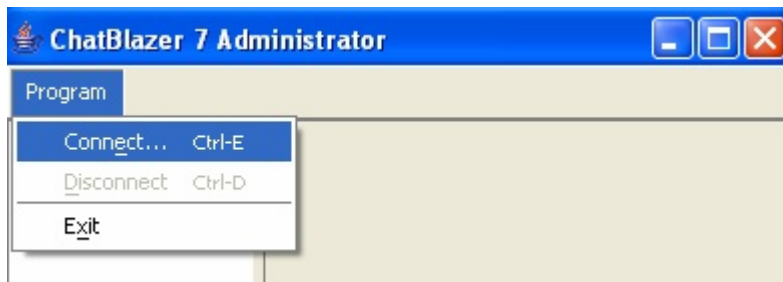 ChatBlazer 7 Administrator
Program
Connect... Ctrl-E
Disconnect Ctrl-D
Exit